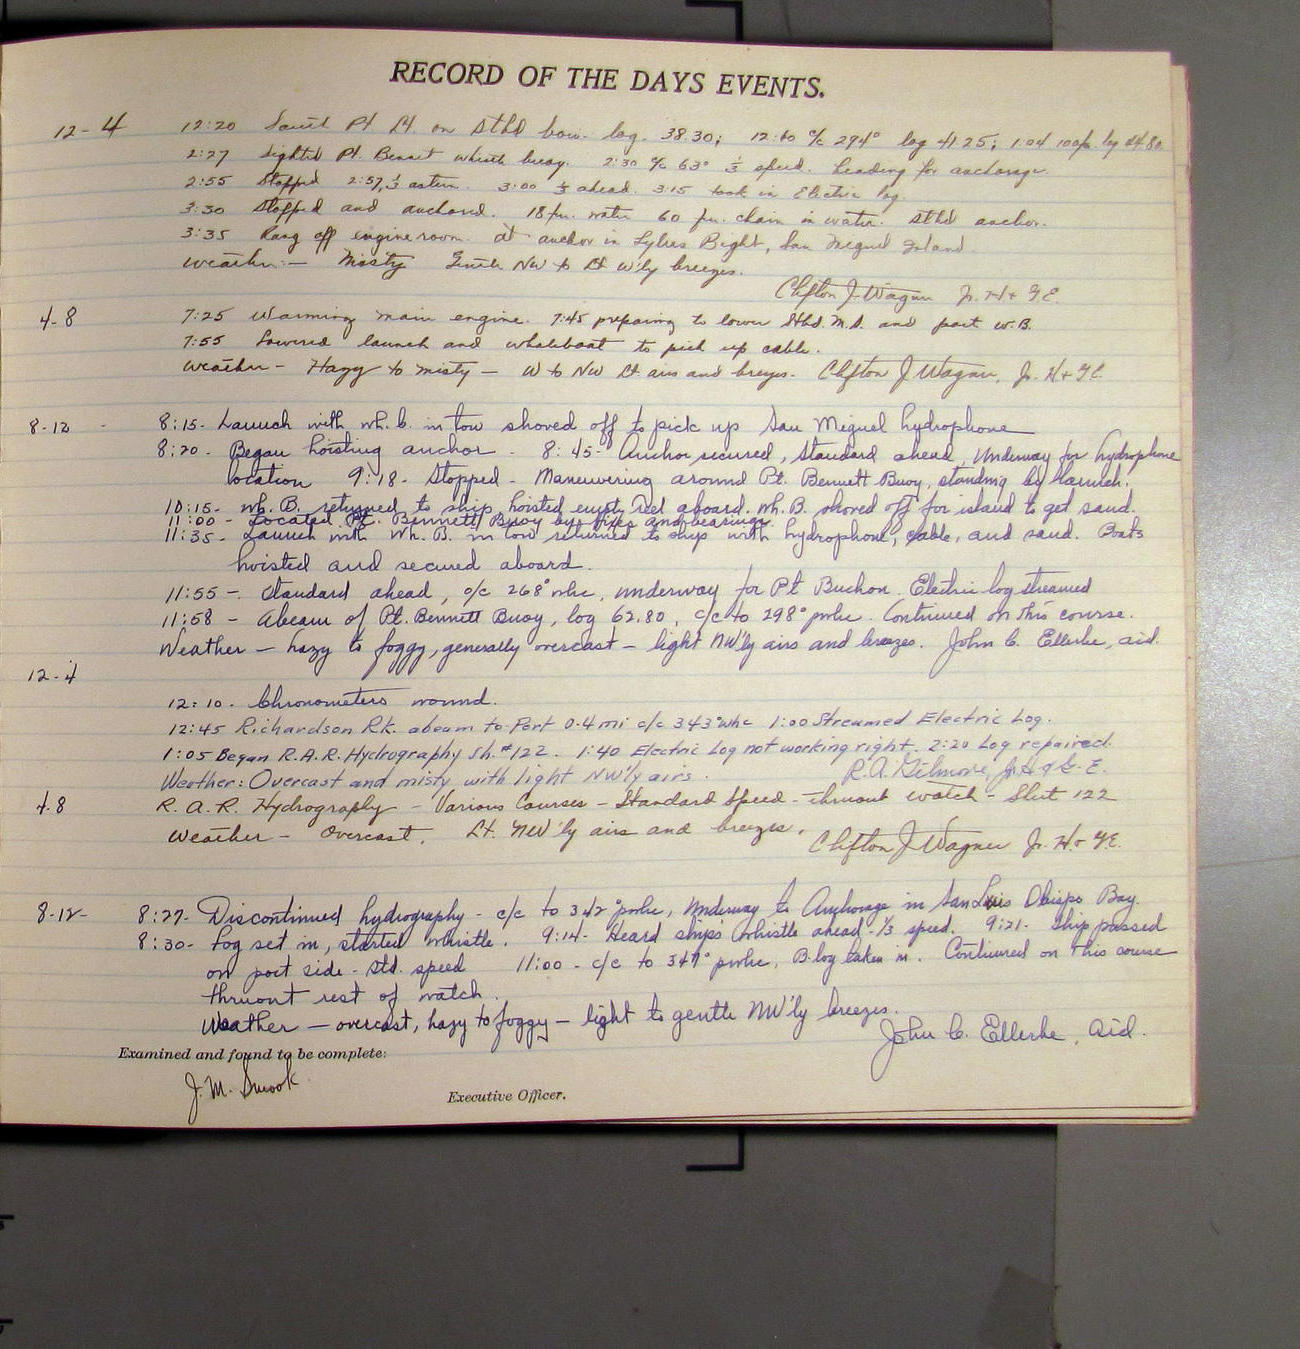 RECORD OF THE DAYS EVENTS.
12-4 12:20 Pt Lt. on Stbd bow. log 38.30; 12:40 c/c 294° log 41.25; 1:04 log 44.80
2:27 Sighted Pt. Bennet whistle buoy. 2:30 c/c 63° ⅓ speed. heading for anchorage.
2:55 Stopped 2:57, ⅓ astern. 3:00 ⅓ ahead. 3:15 took in Electric log.
3:30 Stopped and anchored. 18 fm. water 60 fm. chain in water. Stbd anchor.
3:35 Rang off engine room. at anchor in Bight, San Miguel Island
Weather:- Misty Gentle NW to Lt W'ly breezes.
Clifton J. Wagner Jr. H + G.E.
4-8 7:25 Warming main engine. 7:45 preparing to lower Stbd. M.S. and port W.B.
7:55 Lowered launch and whaleboat to pick up cable.
Weather - Hazy to misty - W to NW Lt. airs and breezes. Clifton J Wagner, Jr. H + G E
8-12 - 8:15- Launch with wh. b. in tow shoved off to pick up San Miguel hydrophone
8:20- Began hoisting anchor - 8:45- Anchor secured, Standard ahead, Underway for hydrophone
location 9:18- Stopped - Maneuvering around Pt. Bennett Buoy, standing by launch.
10:15- Wh. B. returned to ship, hoisted empty reel aboard. Wh. B. shoved off for island to get sand.
11:00 - Located Pt. Bennett Buoy by fixes and bearings.
11:35- Launch with Wh. B. in tow returned to ship with hydrophone, cable, and sand. Boats
hoisted and secured aboard.
11:55 - Standard ahead, c/c 268° whc, underway for Pt Buchon. Electric log streamed
11:58 - Abeam of Pt. Bennett Buoy, log 62.80, c/c to 298° pwhc. Continued on this course.
Weather - hazy to foggy, generally overcast - light NW'ly airs and breezes. John C. Ellerbe, aid.
12-4
12:10- Chronometers wound.
12:45 Richardson Rk. abeam to Port 0.4 mi c/c 343° whc 1:00 Streamed Electric Log.
1:05 Began R.A.R. Hydrography Sh. #122. 1:40 Electric Log not working right. 2:20 Log repaired.
Weather: Overcast and misty with light NW'ly airs. R.A. Gilmore, Jr. H & G. E.
4-8 R.A.R. Hydrography - Various Courses - Standard Speed - thruout watch - Sheet 122
Weather - Overcast. Lt. NW'ly airs and breezes. Clifton J. Wagner Jr. H + G.E.
8-12- 8:27- Discontinued hydrography - c/c to 342° pwhc, Underway to Anchorage in San Luis Obispo Bay.
8:30- Log set in, started whistle. 9:14- Heard ship's whistle ahead - ⅓ speed. 9:21- Ship passed
on port side - Std. speed 11:00 - c/c to 347° pwhc, log taken in. Continued on this course
thruout rest of watch.
Weather - overcast, hazy to foggy - light to gentle NW'ly breezes.
John C. Ellerbe, Aid.
Examined and found to be complete:
J. M. Smook
Executive Officer.